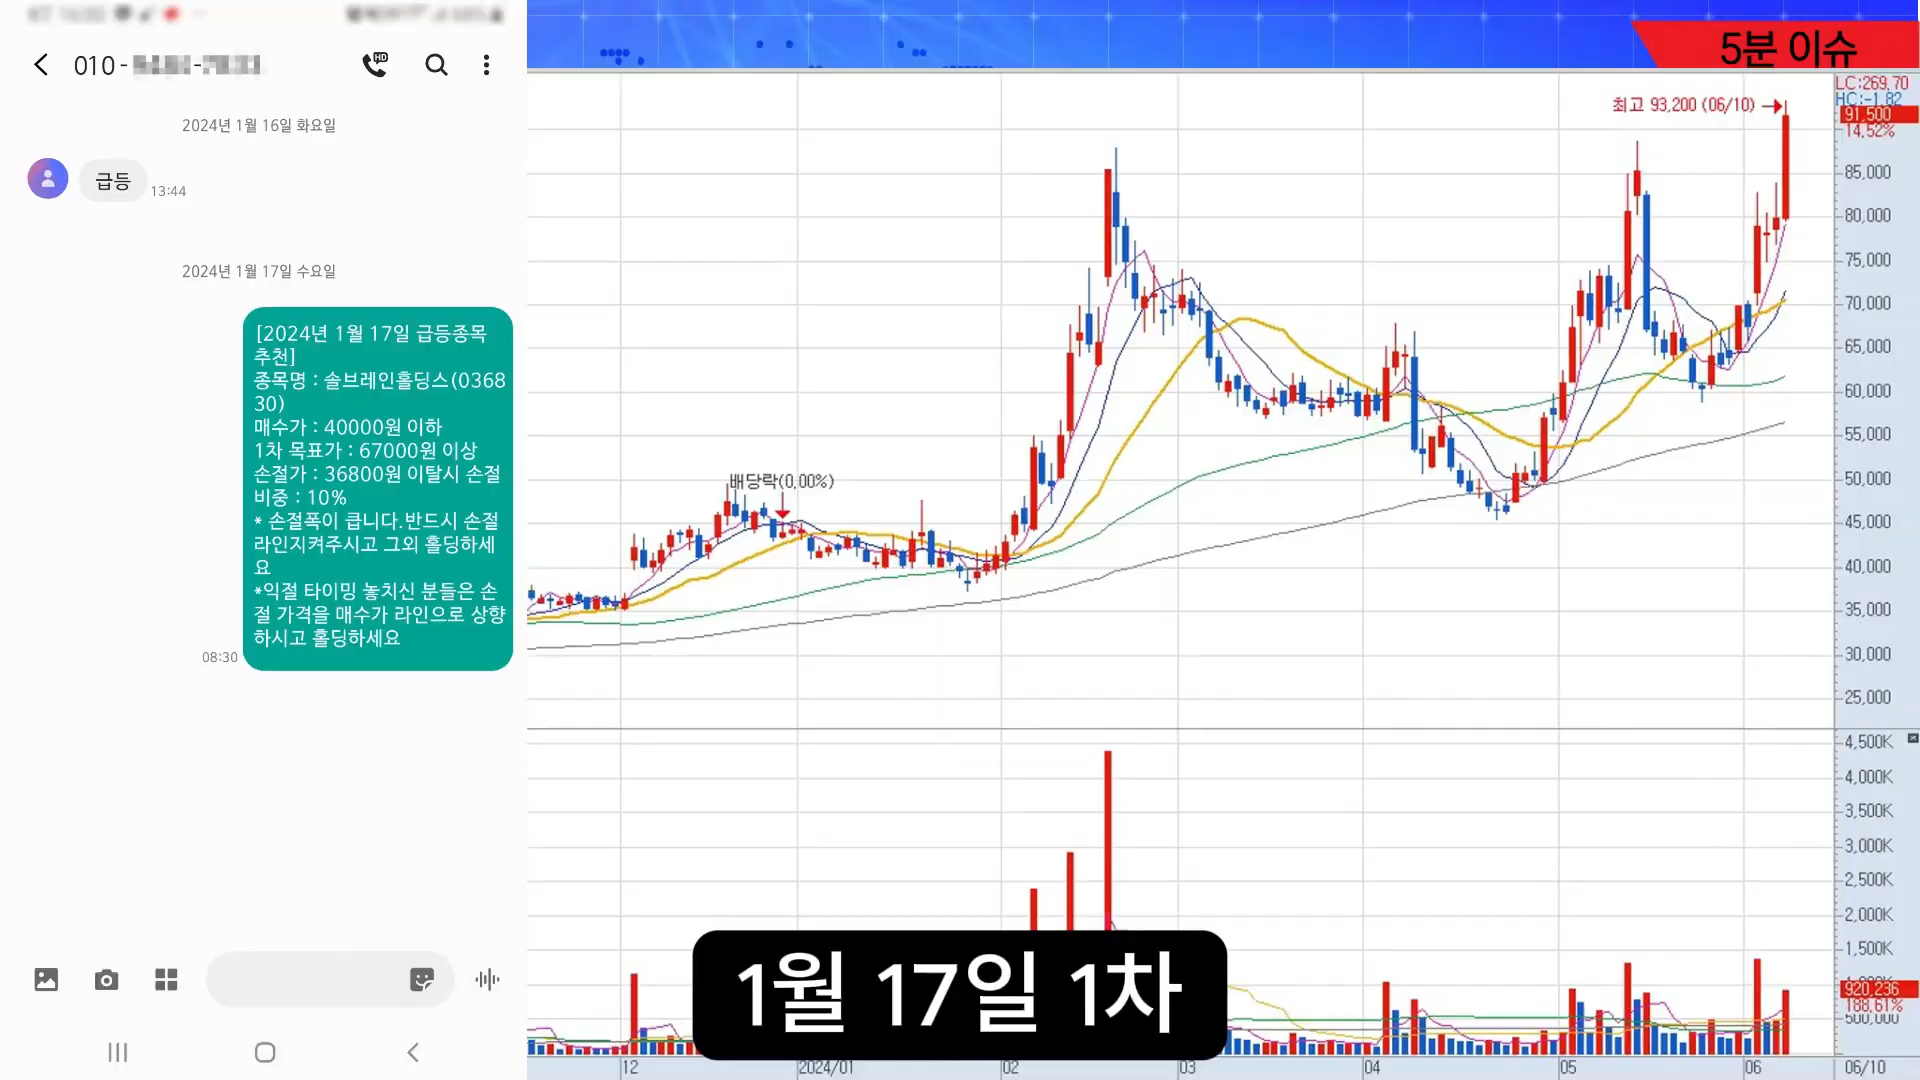 010 -
2024년 1월 16일 화요일
급등
13:44
2024년 1월 17일 수요일
[2024년 1월 17일 급등종목
추천]
종목명 : 솔브레인홀딩스(0368
30)
매수가 : 40000원 이하
1차 목표가 : 67000원 이상
손절가 : 36800원 이탈시 손절
비중 : 10%
* 손절폭이 큽니다.반드시 손절
라인지켜주시고 그외 홀딩하세
요
*익절 타이밍 놓치신 분들은 손
절 가격을 매수가 라인으로 상향
하시고 홀딩하세요
08:30
5분 이슈
최고 93,200 (06/10)
LC:269.70
HC:-1.82
91,500
14.52%
85,000
80,000
75,000
70,000
65,000
60,000
55,000
50,000
45,000
40,000
35,000
30,000
25,000
배당락(0.00%)
4,500K
4,000K
3,500K
3,000K
2,500K
2,000K
1,500K
920,236
188.61%
500,000
1월 17일 1차
12
2024/01
02
03
04
05
06
06/10